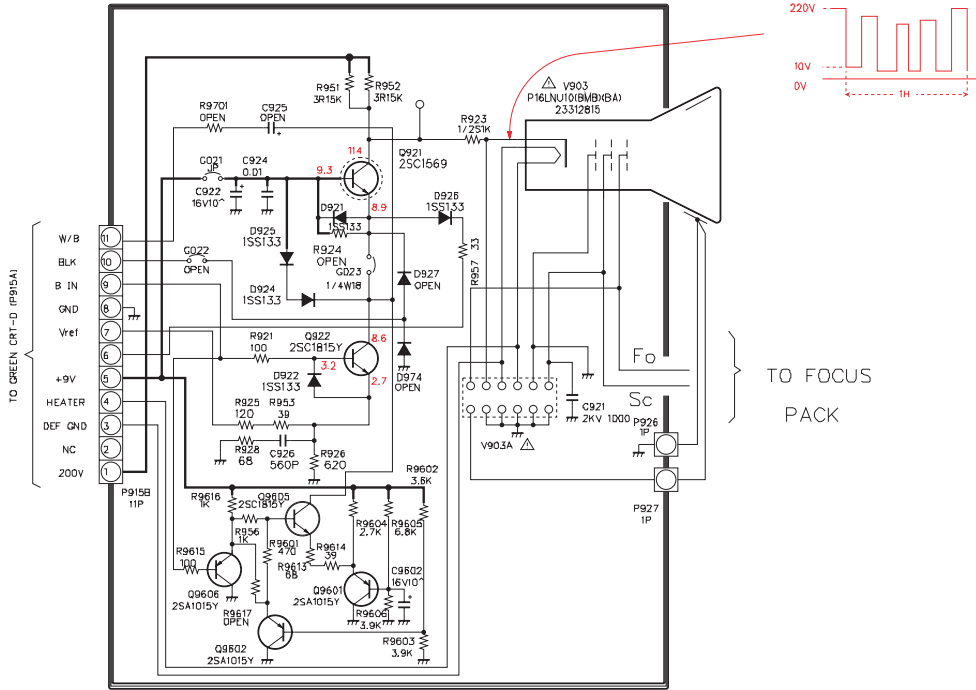 220V
10V
0V
1H
R951
3R15K
R952
3R15K
V903
P16LNU10(BMB)(BA)
23312815
R9701
OPEN
C925
OPEN
R923
1/2S1K
114
Q921
2SC1569
G021
JP
C924
0.01
9.3
C922
16V10^
D921
1SS133
8.9
D926
1SS133
D925
1SS133
R924
OPEN
GD23
1/4W18
R957 33
W/B
11
BLK
10
G022
OPEN
B IN
9
D924
1SS133
D927
OPEN
GND
8
Vref
7
6
R921
100
Q922
2SC1815Y
8.6
3.2
2.7
+9V
5
D922
1SS133
D974
OPEN
HEATER
4
DEF GND
3
NC
2
200V
1
TO GREEN CRT-D (P915A)
P915B
11P
R925
120
R953
39
R928
68
C926
560P
R926
620
Fo
Sc
TO FOCUS
PACK
C921
2KV 1000
V903A
P926
1P
P927
1P
R9602
3.6K
R9616
1K
Q9605
2SC1815Y
R956
1K
R9601
470
R9604
2.7K
R9605
6.8K
R9615
100
R9613
68
R9614
39
Q9606
2SA1015Y
Q9601
2SA1015Y
C9602
16V10^
R9617
OPEN
R9606
3.9K
Q9602
2SA1015Y
R9603
3.9K